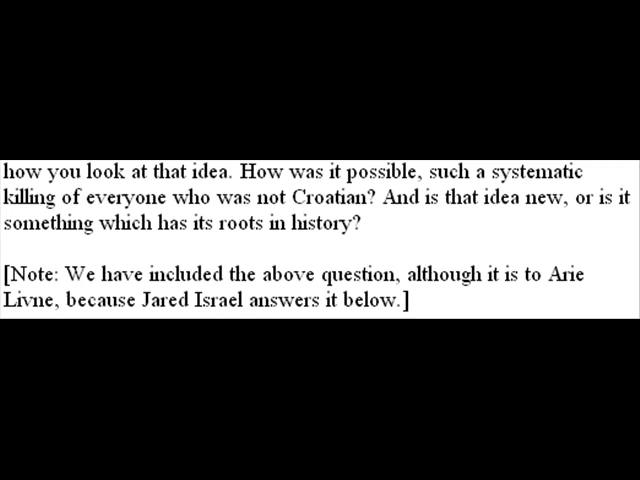 how you look at that idea. How was it possible, such a systematic
killing of everyone who was not Croatian? And is that idea new, or is it
something which has its roots in history?
[Note: We have included the above question, although it is to Arie
Livne, because Jared Israel answers it below.]